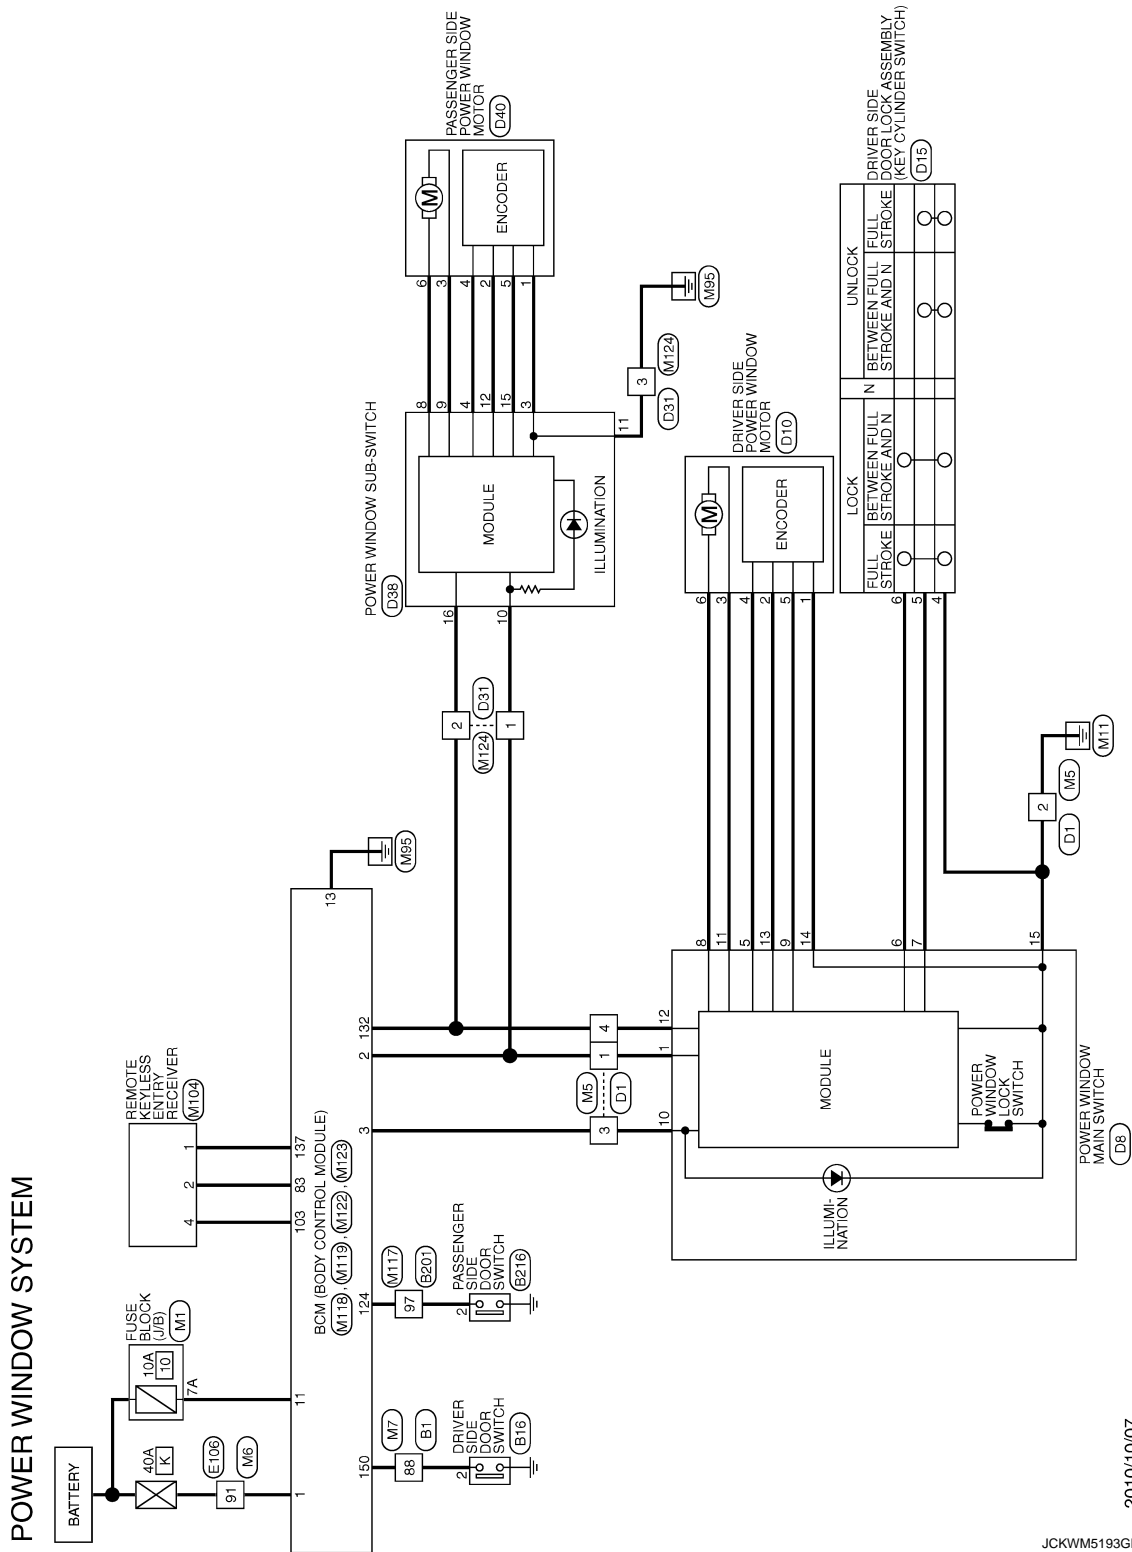 POWER WINDOW SYSTEM
BATTERY
40A
K
E106
91
M6
1
FUSE
BLOCK
(J/B)
M1
10A
10
7A
11
REMOTE
KEYLESS
ENTRY
RECEIVER
M104
4
2
1
103
83
137
BCM (BODY CONTROL MODULE)
M118 , M119 , M122 , M123
13
M95
150
124
3
2
132
M7
88
B1
2
DRIVER
SIDE
DOOR
SWITCH
B16
M117
97
B201
2
PASSENGER
SIDE
DOOR
SWITCH
B216
M5
D1
3
1
4
10
1
12
MODULE
ILLUMI-
NATION
POWER
WINDOW
LOCK
SWITCH
POWER WINDOW
MAIN SWITCH
D8
8
11
5
13
9
14
6
7
15
D1
2
M5
M11
M124
D31
2
1
16
10
POWER WINDOW SUB-SWITCH
D38
MODULE
ILLUMINATION
8
9
4
12
15
3
11
D31
3
M124
M95
6
3
4
2
5
1
M
ENCODER
PASSENGER SIDE
POWER WINDOW
MOTOR
D40
6
3
4
2
5
1
M
ENCODER
DRIVER SIDE
POWER WINDOW
MOTOR
D10
6
5
4
LOCK
N
UNLOCK
FULL
STROKE
BETWEEN FULL
STROKE AND N
BETWEEN FULL
STROKE AND N
FULL
STROKE
DRIVER SIDE
DOOR LOCK ASSEMBLY
(KEY CYLINDER SWITCH)
D15